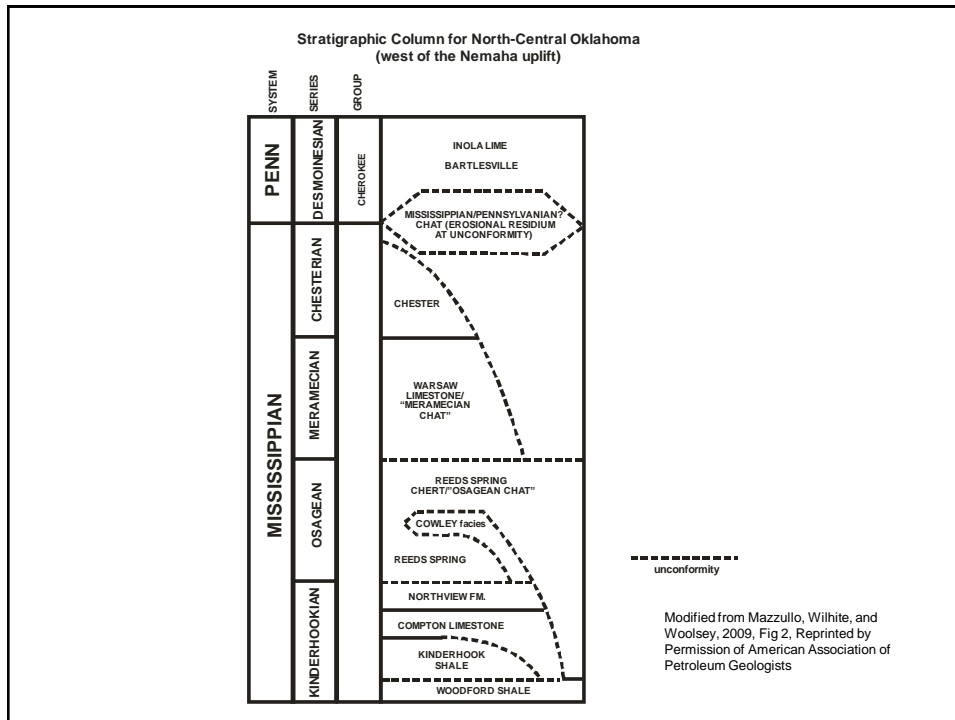 Stratigraphic Column for North-Central Oklahoma
(west of the Nemaha uplift)
SYSTEM
SERIES
GROUP
PENN
DESMOINESIAN
CHEROKEE
INOLA LIME
BARTLESVILLE
MISSISSIPPIAN/PENNSYLVANIAN?
CHAT (EROSIONAL RESIDIUM
AT UNCONFORMITY)
MISSISSIPPIAN
CHESTERIAN
CHESTER
MERAMECIAN
WARSAW
LIMESTONE/
"MERAMECIAN
CHAT"
OSAGEAN
REEDS SPRING
CHERT/"OSAGEAN CHAT"
COWLEY facies
REEDS SPRING
KINDERHOOKIAN
NORTHVIEW FM.
COMPTON LIMESTONE
KINDERHOOK
SHALE
WOODFORD SHALE
unconformity
Modified from Mazzullo, Wilhite, and
Woolsey, 2009, Fig 2, Reprinted by
Permission of American Association of
Petroleum Geologists